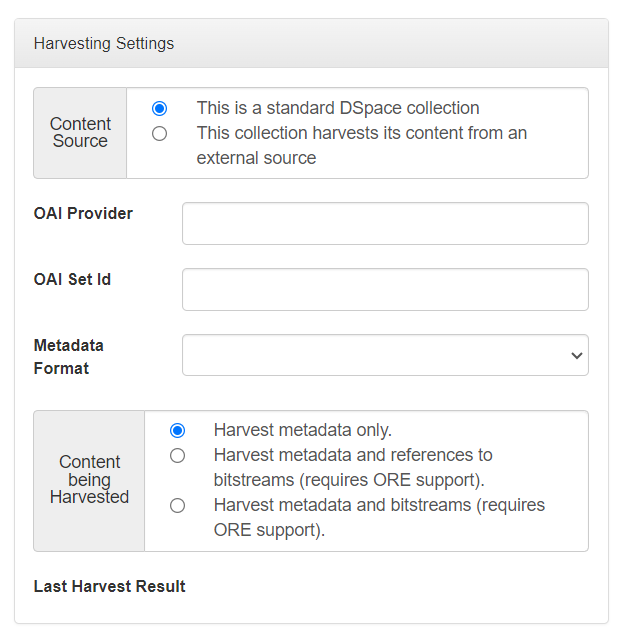 Harvesting Settings
Content
Source
This is a standard DSpace collection
This collection harvests its content from an
external source
OAI Provider
OAI Set Id
Metadata
Format
Content
being
Harvested
Harvest metadata only.
Harvest metadata and references to
bitstreams (requires ORE support).
Harvest metadata and bitstreams (requires
ORE support).
Last Harvest Result